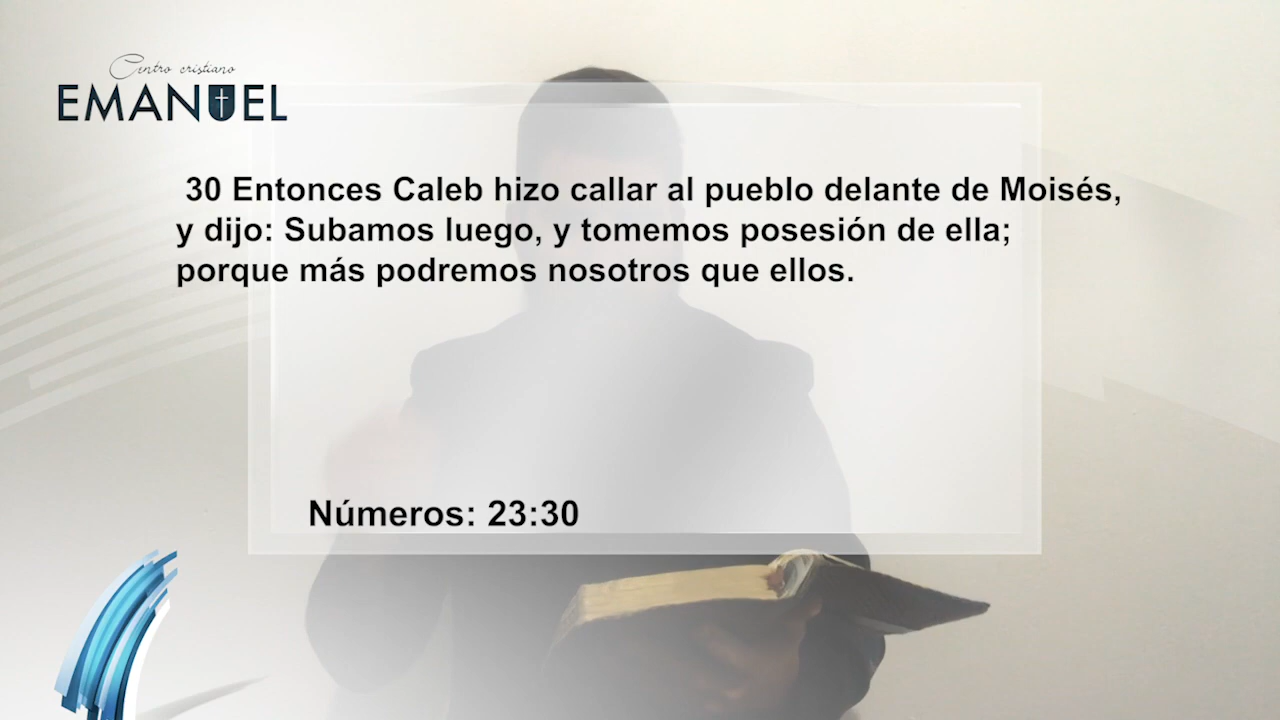 Centro cristiano
EMANUEL
30 Entonces Caleb hizo callar al pueblo delante de Moisés,
y dijo: Subamos luego, y tomemos posesión de ella;
porque más podremos nosotros que ellos.
Números: 23:30